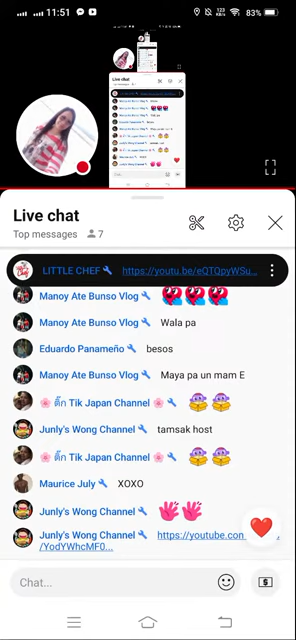 11:51
123
KB/s
83%
Live chat
Top messages 7
LITTLE CHEF https://youtu.be/eQTQpyWSu...
Manoy Ate Bunso Vlog
Manoy Ate Bunso Vlog Wala pa
Eduardo Panameño besos
Manoy Ate Bunso Vlog Maya pa un mam E
🌸 ติ๊ก Tik Japan Channel 🌸
Junly's Wong Channel tamsak host
🌸 ติ๊ก Tik Japan Channel 🌸
Maurice July XOXO
Junly's Wong Channel
Junly's Wong Channel https://youtube.con
/YodYWhcMF0...
Chat...